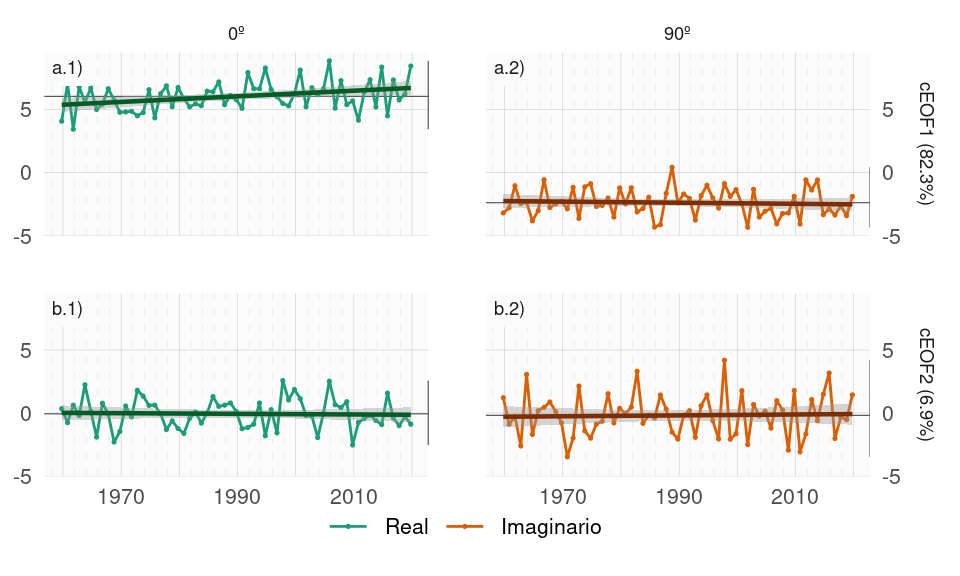 0º 90º
a.1) a.2)
5 5
0 0
-5 -5
cEOF1 (82.3%)
b.1) b.2)
5 5
0 0
-5 -5
cEOF2 (6.9%)
1970 1990 2010 1970 1990 2010
Real Imaginario